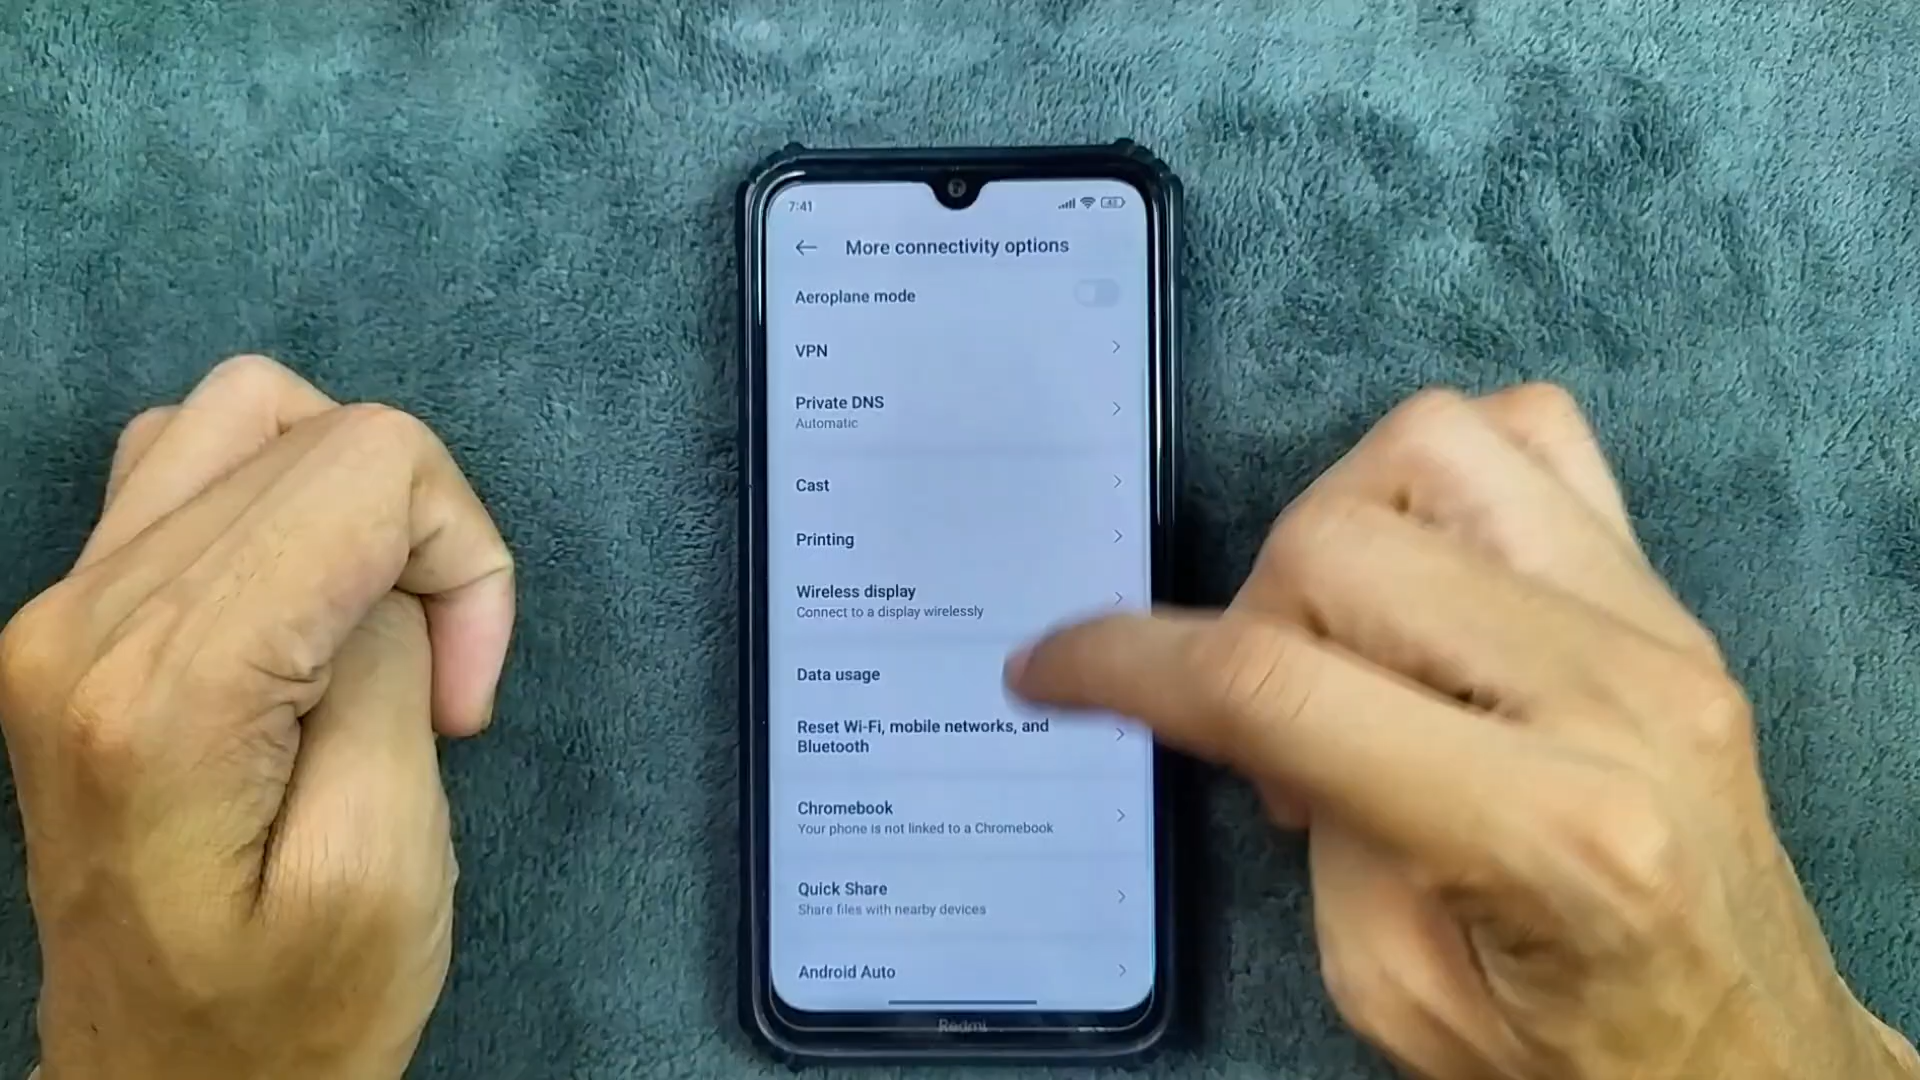 7:41
43
More connectivity options
Aeroplane mode
VPN
Private DNS
Automatic
Cast
Printing
Wireless display
Connect to a display wirelessly
Data usage
Reset Wi-Fi, mobile networks, and
Bluetooth
Chromebook
Your phone is not linked to a Chromebook
Quick Share
Share files with nearby devices
Android Auto
Redmi